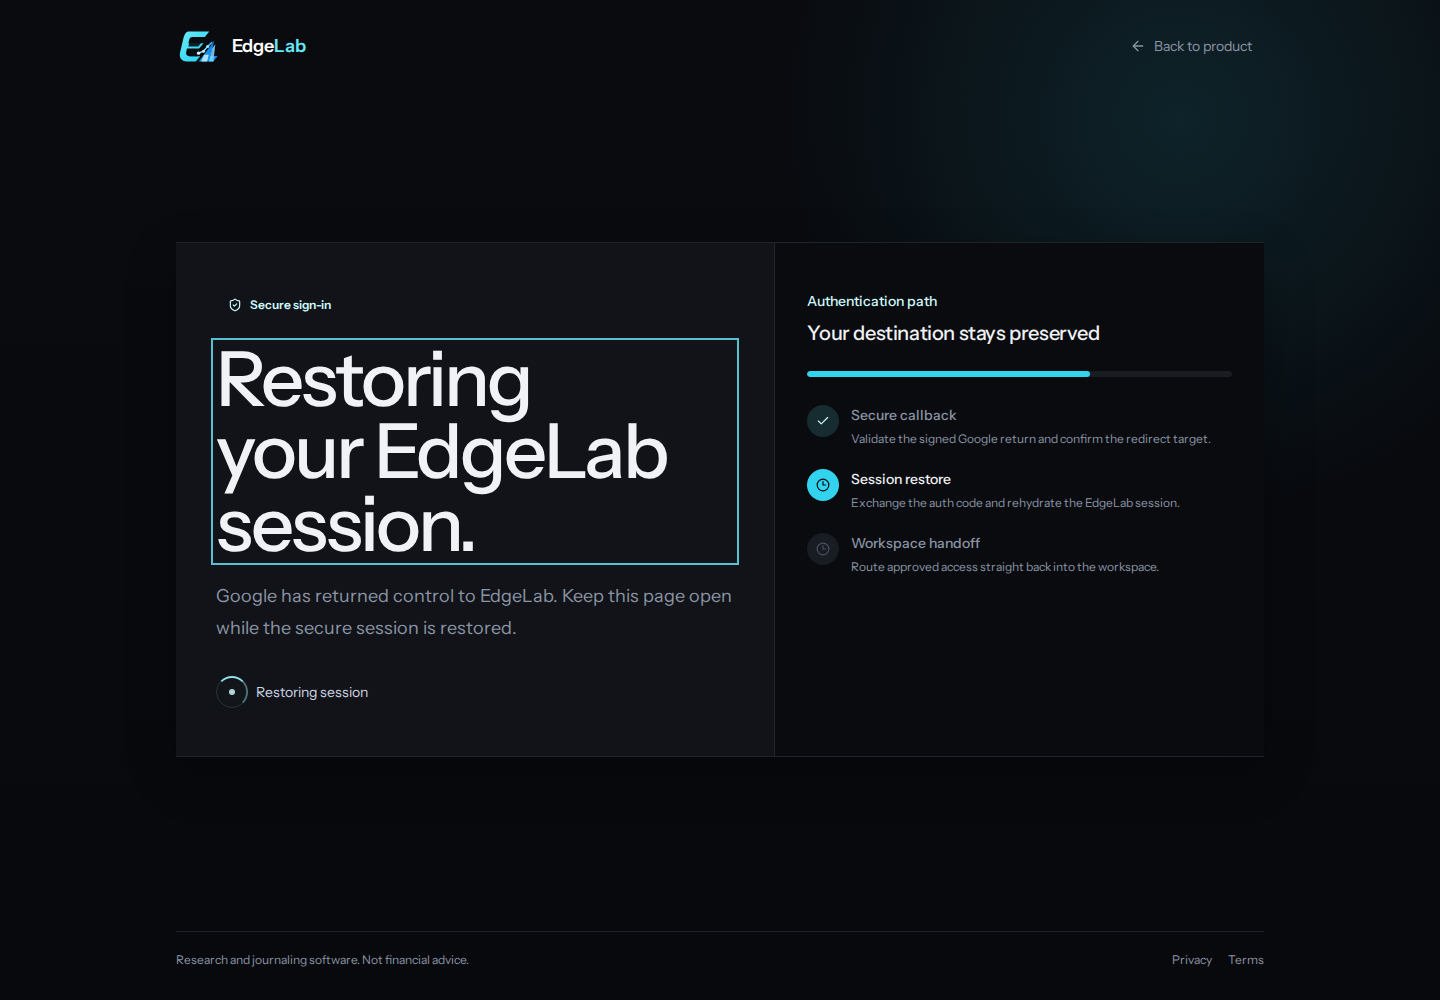 EdgeLab
Back to product
Secure sign-in
Restoring
your EdgeLab
session.
Google has returned control to EdgeLab. Keep this page open
while the secure session is restored.
Restoring session
Authentication path
Your destination stays preserved
Secure callback
Validate the signed Google return and confirm the redirect target.
Session restore
Exchange the auth code and rehydrate the EdgeLab session.
Workspace handoff
Route approved access straight back into the workspace.
Research and journaling software. Not financial advice.
Privacy Terms